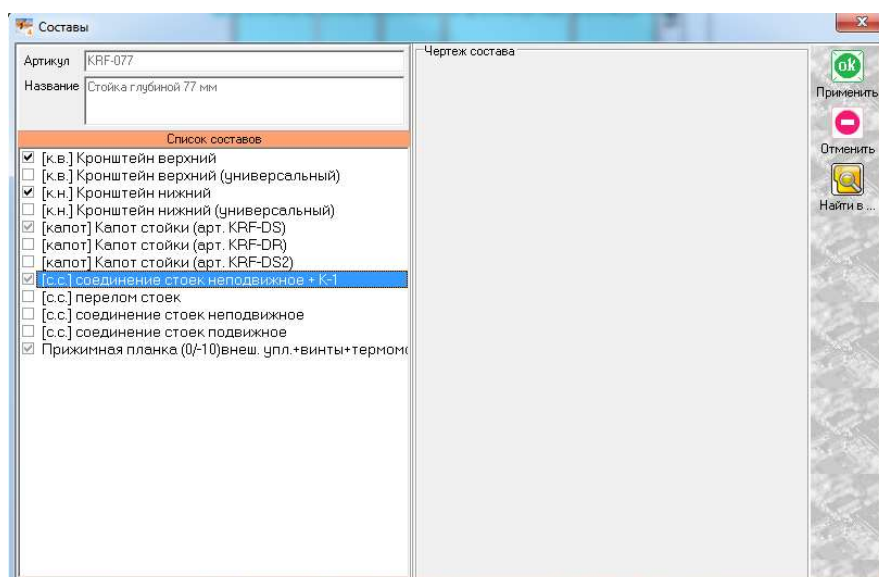 Составы
Артикул KRF-077
Название Стойка глубиной 77 мм
Список составов
[к.в.] Кронштейн верхний
[к.в.] Кронштейн верхний (универсальный)
[к.н.] Кронштейн нижний
[к.н.] Кронштейн нижний (универсальный)
[капот] Капот стойки (арт. KRF-DS)
[капот] Капот стойки (арт. KRF-DR)
[капот] Капот стойки (арт. KRF-DS2)
[с.с.] соединение стоек неподвижное + К-1
[с.с.] перелом стоек
[с.с.] соединение стоек неподвижное
[с.с.] соединение стоек подвижное
Прижимная планка (0/-10)внеш. упл.+винты+термомо
Чертеж состава
ok
Применить
Отменить
Найти в ...